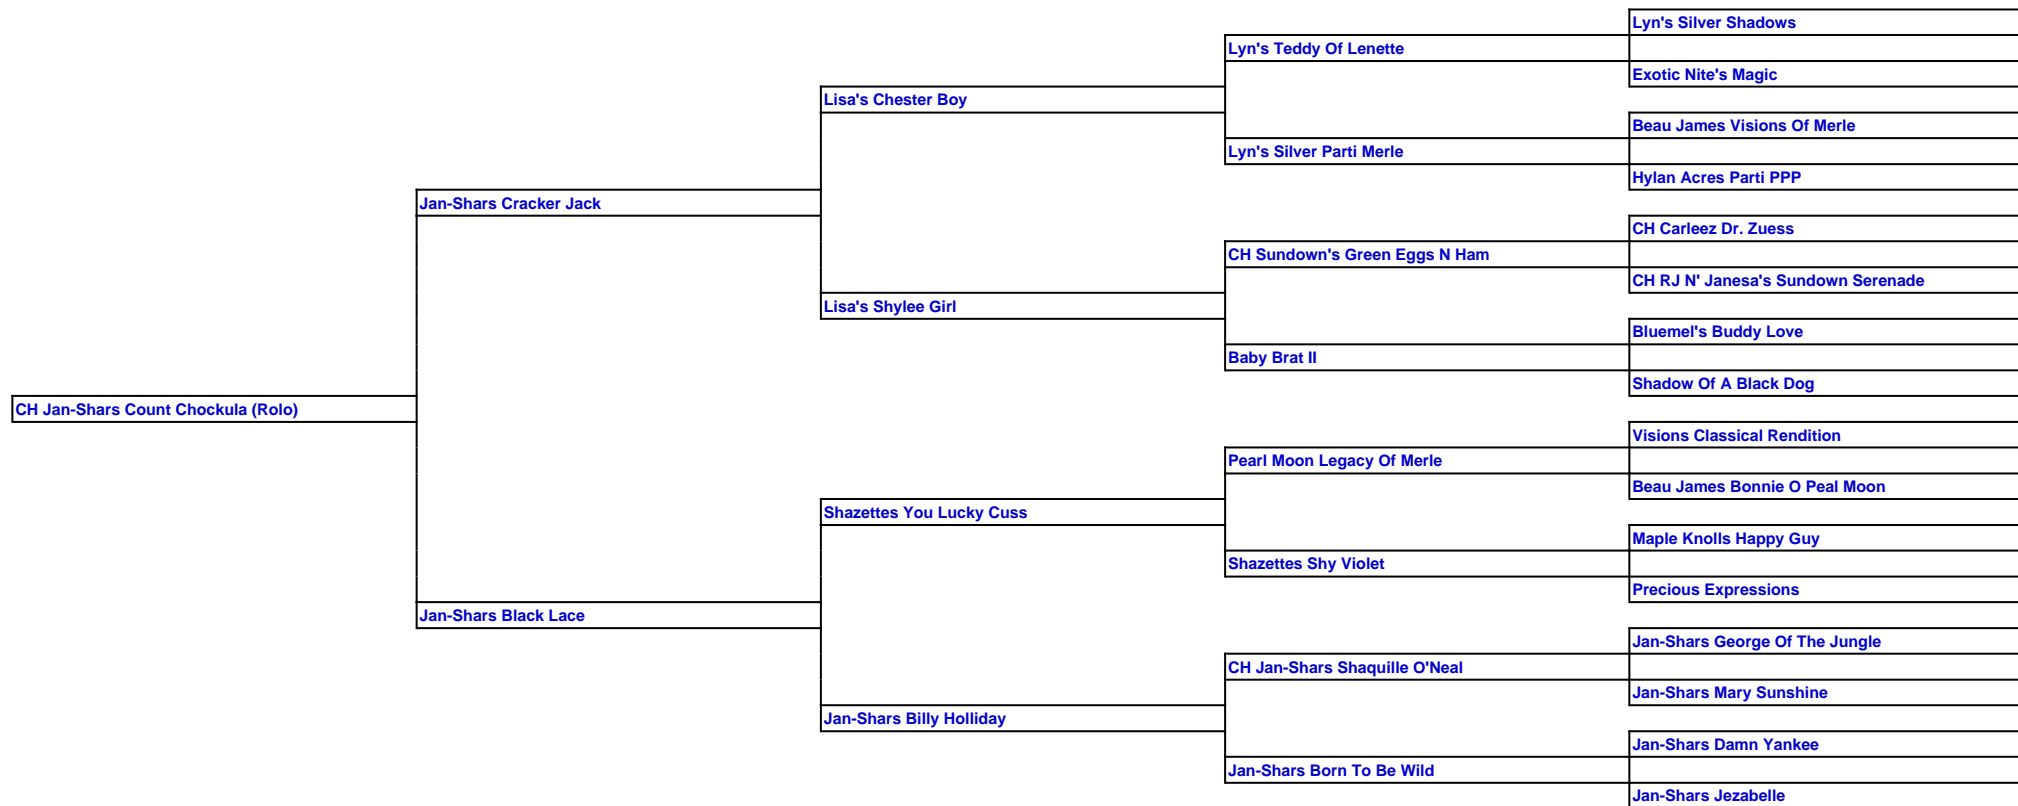 Lyn's Silver Shadows
Lyn's Teddy Of Lenette
Exotic Nite's Magic
Lisa's Chester Boy
Beau James Visions Of Merle
Lyn's Silver Parti Merle
Hylan Acres Parti PPP
Jan-Shars Cracker Jack
CH Carleez Dr. Zuess
CH Sundown's Green Eggs N Ham
CH RJ N' Janesa's Sundown Serenade
Lisa's Shylee Girl
Bluemel's Buddy Love
Baby Brat II
Shadow Of A Black Dog
CH Jan-Shars Count Chockula (Rolo)
Visions Classical Rendition
Pearl Moon Legacy Of Merle
Beau James Bonnie O Peal Moon
Shazettes You Lucky Cuss
Maple Knolls Happy Guy
Shazettes Shy Violet
Precious Expressions
Jan-Shars Black Lace
Jan-Shars George Of The Jungle
CH Jan-Shars Shaquille O'Neal
Jan-Shars Mary Sunshine
Jan-Shars Billy Holliday
Jan-Shars Damn Yankee
Jan-Shars Born To Be Wild
Jan-Shars Jezabelle